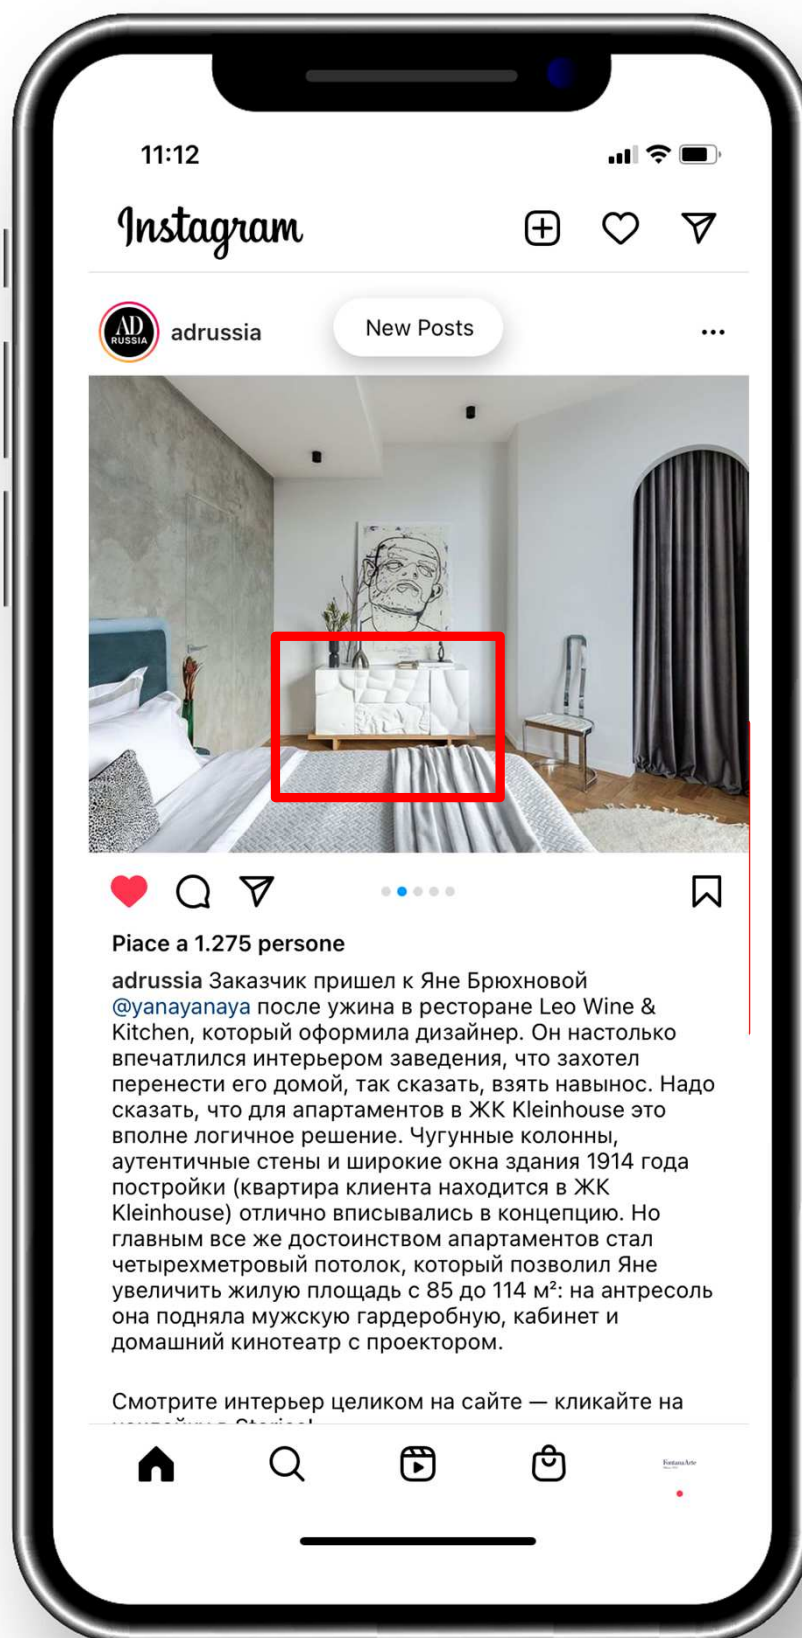 11:12
Instagram
AD
RUSSIA
adrussia
New Posts
Piace a 1.275 persone
adrussia Заказчик пришел к Яне Брюхновой
@yanayanaya после ужина в ресторане Leo Wine &
Kitchen, который оформила дизайнер. Он настолько
впечатлился интерьером заведения, что захотел
перенести его домой, так сказать, взять навынос. Надо
сказать, что для апартаментов в ЖК Kleinhouse это
вполне логичное решение. Чугунные колонны,
аутентичные стены и широкие окна здания 1914 года
постройки (квартира клиента находится в ЖК
Kleinhouse) отлично вписывались в концепцию. Но
главным все же достоинством апартаментов стал
четырехметровый потолок, который позволил Яне
увеличить жилую площадь с 85 до 114 м²: на антресоль
она подняла мужскую гардеробную, кабинет и
домашний кинотеатр с проектором.
Смотрите интерьер целиком на сайте — кликайте на
FontanaArte